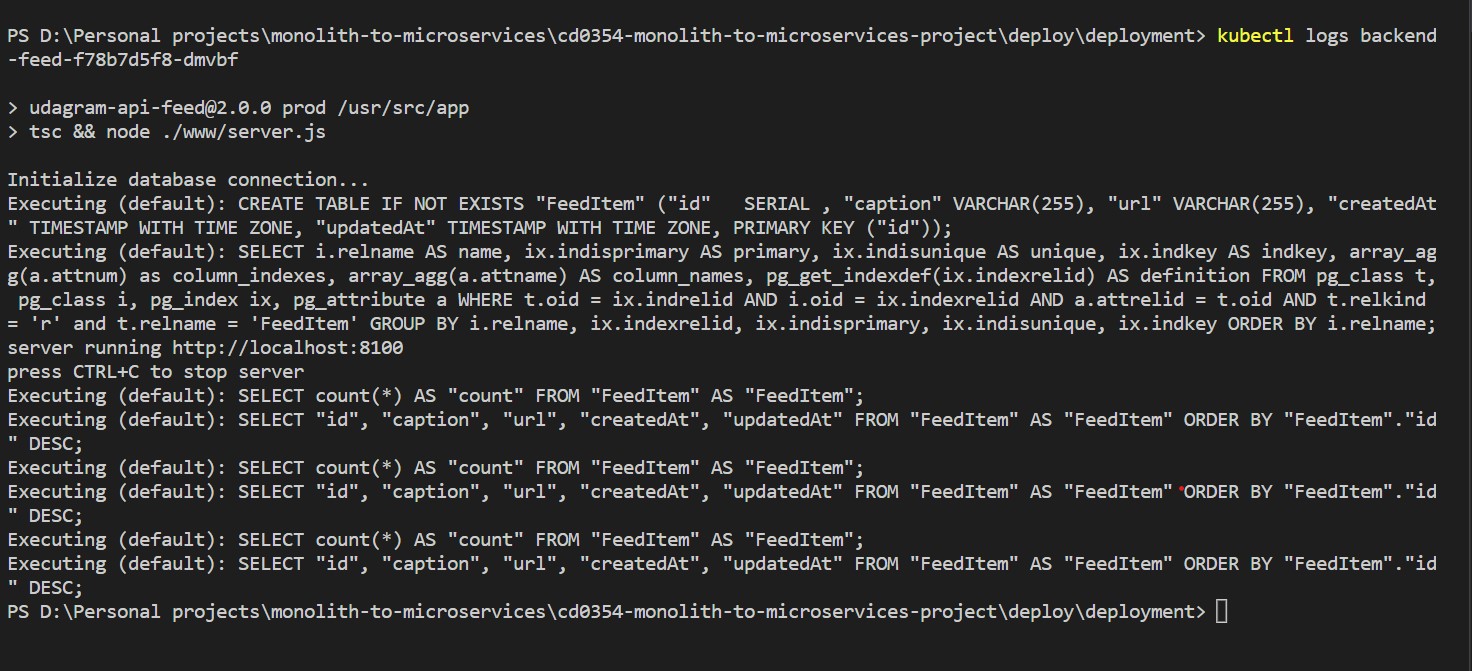 PS D:\Personal projects\monolith-to-microservices\cd0354-monolith-to-microservices-project\deploy\deployment> kubectl logs backend
-feed-f78b7d5f8-dmvbf
> udagram-api-feed@2.0.0 prod /usr/src/app
> tsc && node ./www/server.js
Initialize database connection...
Executing (default): CREATE TABLE IF NOT EXISTS "FeedItem" ("id"   SERIAL , "caption" VARCHAR(255), "url" VARCHAR(255), "createdAt
" TIMESTAMP WITH TIME ZONE, "updatedAt" TIMESTAMP WITH TIME ZONE, PRIMARY KEY ("id"));
Executing (default): SELECT i.relname AS name, ix.indisprimary AS primary, ix.indisunique AS unique, ix.indkey AS indkey, array_ag
g(a.attnum) as column_indexes, array_agg(a.attname) AS column_names, pg_get_indexdef(ix.indexrelid) AS definition FROM pg_class t,
 pg_class i, pg_index ix, pg_attribute a WHERE t.oid = ix.indrelid AND i.oid = ix.indexrelid AND a.attrelid = t.oid AND t.relkind
= 'r' and t.relname = 'FeedItem' GROUP BY i.relname, ix.indexrelid, ix.indisprimary, ix.indisunique, ix.indkey ORDER BY i.relname;
server running http://localhost:8100
press CTRL+C to stop server
Executing (default): SELECT count(*) AS "count" FROM "FeedItem" AS "FeedItem";
Executing (default): SELECT "id", "caption", "url", "createdAt", "updatedAt" FROM "FeedItem" AS "FeedItem" ORDER BY "FeedItem"."id
" DESC;
Executing (default): SELECT count(*) AS "count" FROM "FeedItem" AS "FeedItem";
Executing (default): SELECT "id", "caption", "url", "createdAt", "updatedAt" FROM "FeedItem" AS "FeedItem" ORDER BY "FeedItem"."id
" DESC;
Executing (default): SELECT count(*) AS "count" FROM "FeedItem" AS "FeedItem";
Executing (default): SELECT "id", "caption", "url", "createdAt", "updatedAt" FROM "FeedItem" AS "FeedItem" ORDER BY "FeedItem"."id
" DESC;
PS D:\Personal projects\monolith-to-microservices\cd0354-monolith-to-microservices-project\deploy\deployment>